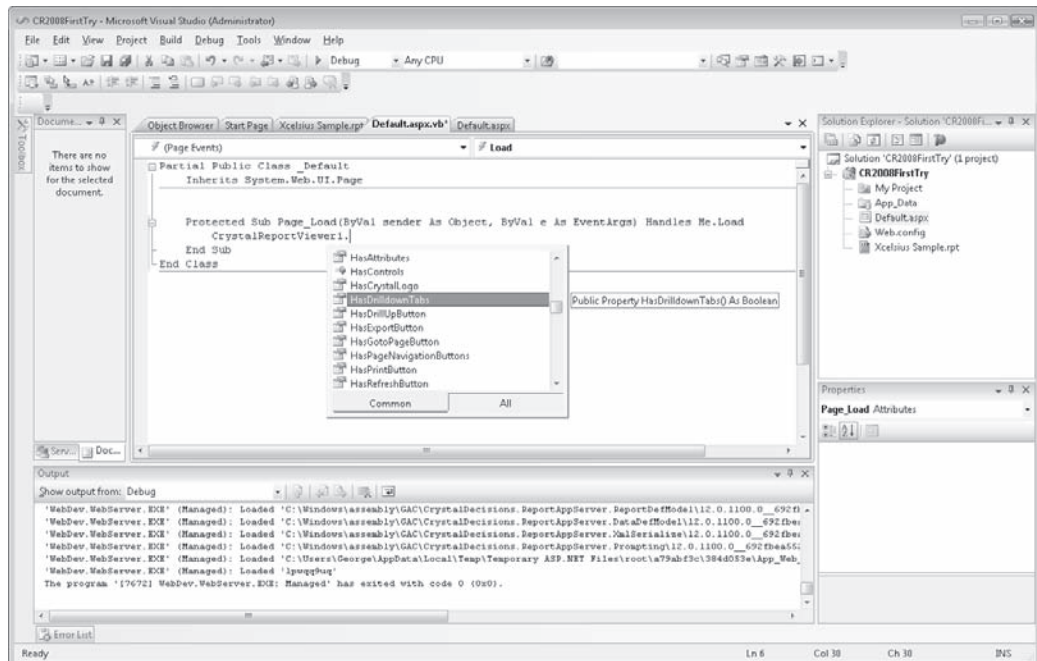 CR2008FirstTry - Microsoft Visual Studio (Administrator)
File Edit View Project Build Debug Tools Window Help
Debug Any CPU
Docume...
Object Browser Start Page Xcelsius Sample.rpt Default.aspx.vb* Default.aspx
Solution Explorer - Solution 'CR2008Fi...
Toolbox
There are no
items to show
for the selected
document.
(Page Events) Load
Partial Public Class _Default
Inherits System.Web.UI.Page
Protected Sub Page_Load(ByVal sender As Object, ByVal e As EventArgs) Handles Me.Load
CrystalReportViewer1.
End Sub
End Class
HasAttributes
HasControls
HasCrystalLogo
HasDrilldownTabs
HasDrillUpButton
HasExportButton
HasGotoPageButton
HasPageNavigationButtons
HasPrintButton
HasRefreshButton
Common All
Public Property HasDrilldownTabs() As Boolean
Solution 'CR2008FirstTry' (1 project)
CR2008FirstTry
My Project
App_Data
Default.aspx
Web.config
Xcelsius Sample.rpt
Properties
Page_Load Attributes
Serv... Doc...
Output
Show output from: Debug
'WebDev.WebServer.EXE' (Managed): Loaded 'C:\Windows\assembly\GAC\CrystalDecisions.ReportAppServer.ReportDefModel\12.0.1100.0__692fb
'WebDev.WebServer.EXE' (Managed): Loaded 'C:\Windows\assembly\GAC\CrystalDecisions.ReportAppServer.DataDefModel\12.0.1100.0__692fbe
'WebDev.WebServer.EXE' (Managed): Loaded 'C:\Windows\assembly\GAC\CrystalDecisions.ReportAppServer.XmlSerialize\12.0.1100.0__692fbe
'WebDev.WebServer.EXE' (Managed): Loaded 'C:\Windows\assembly\GAC\CrystalDecisions.ReportAppServer.Prompting\12.0.1100.0__692fbea55
'WebDev.WebServer.EXE' (Managed): Loaded 'C:\Users\George\AppData\Local\Temp\Temporary ASP.NET Files\root\a79abf3c\384d053e\App_Web_
'WebDev.WebServer.EXE' (Managed): Loaded 'lpwqq9uq'
The program '[7672] WebDev.WebServer.EXE: Managed' has exited with code 0 (0x0).
Error List
Ready Ln 6 Col 30 Ch 30 INS